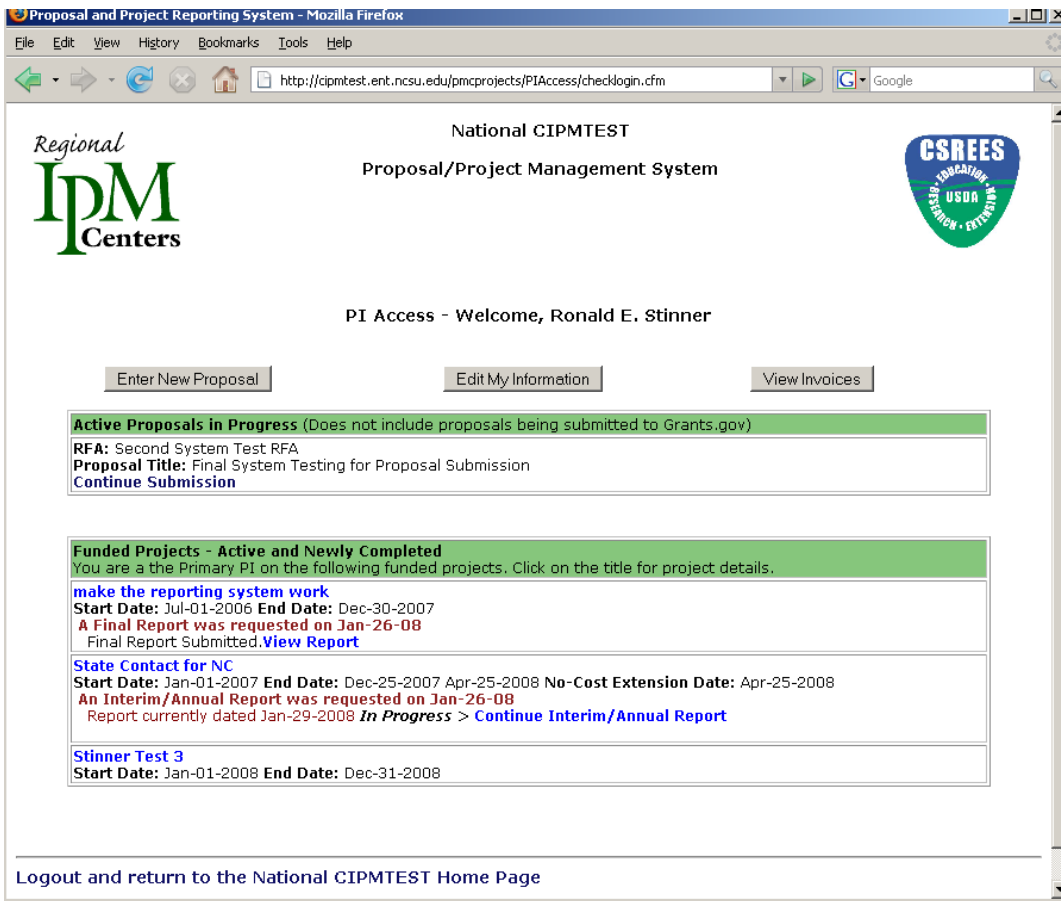 Proposal and Project Reporting System - Mozilla Firefox
File Edit View History Bookmarks Tools Help
http://cipmtest.ent.ncsu.edu/pmcprojects/PIAccess/checklogin.cfm
G Google
National CIPMTEST
Proposal/Project Management System
Regional
IPM
Centers
CSREES
EDUCATION
USDA
RESEARCH · EXTENSION
PI Access - Welcome, Ronald E. Stinner
Enter New Proposal Edit My Information View Invoices
Active Proposals in Progress (Does not include proposals being submitted to Grants.gov)
RFA: Second System Test RFA
Proposal Title: Final System Testing for Proposal Submission
Continue Submission
Funded Projects - Active and Newly Completed
You are a the Primary PI on the following funded projects. Click on the title for project details.
make the reporting system work
Start Date: Jul-01-2006 End Date: Dec-30-2007
A Final Report was requested on Jan-26-08
Final Report Submitted.View Report
State Contact for NC
Start Date: Jan-01-2007 End Date: Dec-25-2007 Apr-25-2008 No-Cost Extension Date: Apr-25-2008
An Interim/Annual Report was requested on Jan-26-08
Report currently dated Jan-29-2008 In Progress > Continue Interim/Annual Report
Stinner Test 3
Start Date: Jan-01-2008 End Date: Dec-31-2008
Logout and return to the National CIPMTEST Home Page